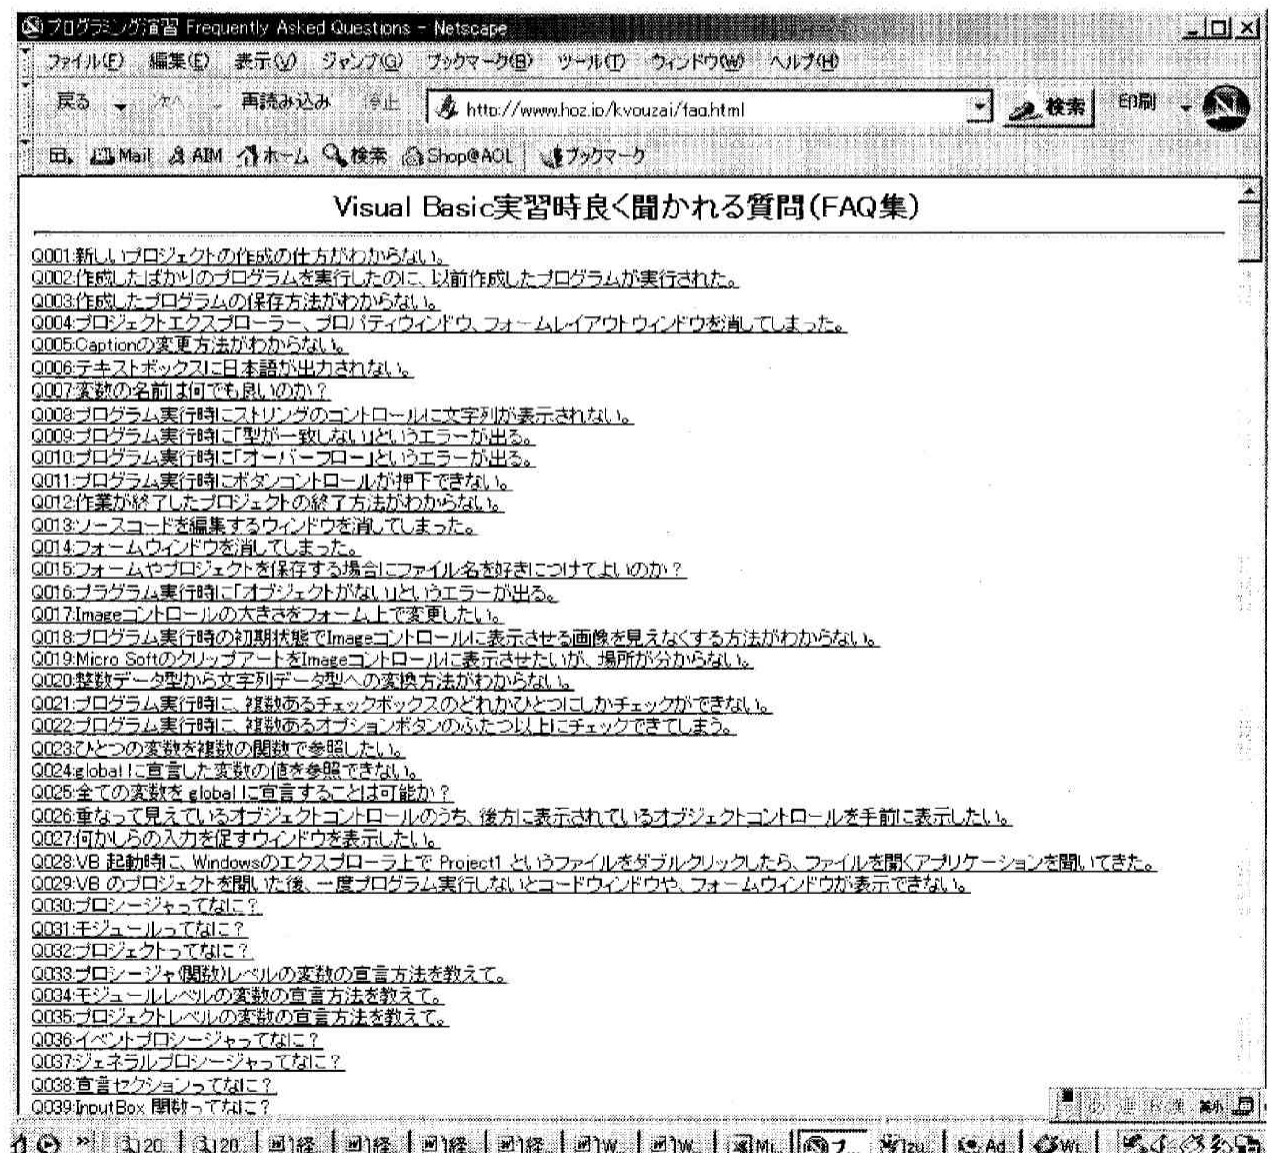 プログラミング演習 Frequently Asked Questions - Netscape
ファイル(F) 編集(E) 表示(V) ジャンプ(G) ブックマーク(B) ツール(T) ウィンドウ(W) ヘルプ(H)
戻る 次へ 再読み込み 停止 http://www.hoz.jp/kyouzai/faq.html 検索 印刷
Mail AIM ホーム 検索 Shop@AOL ブックマーク
Visual Basic実習時良く聞かれる質問(FAQ集)
Q001:新しいプロジェクトの作成の仕方がわからない。
Q002:作成したばかりのプログラムを実行したのに、以前作成したプログラムが実行された。
Q003:作成したプログラムの保存方法がわからない。
Q004:プロジェクトエクスプローラー、プロパティウィンドウ、フォームレイアウトウィンドウを消してしまった。
Q005:Captionの変更方法がわからない。
Q006:テキストボックスに日本語が出力されない。
Q007:変数の名前は何でも良いのか？
Q008:プログラム実行時にストリングのコントロールに文字列が表示されない。
Q009:プログラム実行時に「型が一致しない」というエラーが出る。
Q010:プログラム実行時に「オーバーフロー」というエラーが出る。
Q011:プログラム実行時にボタンコントロールが押下できない。
Q012:作業が終了したプロジェクトの終了方法がわからない。
Q013:ソースコードを編集するウィンドウを消してしまった。
Q014:フォームウィンドウを消してしまった。
Q015:フォームやプロジェクトを保存する場合にファイル名を好きにつけてよいのか？
Q016:プラグラム実行時に「オブジェクトがない」というエラーが出る。
Q017:Imageコントロールの大きさをフォーム上で変更したい。
Q018:プログラム実行時の初期状態でImageコントロールに表示させる画像を見えなくする方法がわからない。
Q019:Micro SoftのクリップアートをImageコントロールに表示させたいが、場所が分からない。
Q020:整数データ型から文字列データ型への変換方法がわからない。
Q021:プログラム実行時に、複数あるチェックボックスのどれかひとつにしかチェックができない。
Q022:プログラム実行時に、複数あるオプションボタンのふたつ以上にチェックできてしまう。
Q023:ひとつの変数を複数の関数で参照したい。
Q024:global に宣言した変数の値を参照できない。
Q025:全ての変数を global に宣言することは可能か？
Q026:重なって見えているオブジェクトコントロールのうち、後方に表示されているオブジェクトコントロールを手前に表示したい。
Q027:何かしらの入力を促すウィンドウを表示したい。
Q028:VB 起動時に、Windowsのエクスプローラ上で Project1 というファイルをダブルクリックしたら、ファイルを開くアプリケーションを聞いてきた。
Q029:VB のプロジェクトを開いた後、一度プログラム実行しないとコードウィンドウや、フォームウィンドウが表示できない。
Q030:プロシージャってなに？
Q031:モジュールってなに？
Q032:プロジェクトってなに？
Q033:プロシージャ(関数)レベルの変数の宣言方法を教えて。
Q034:モジュールレベルの変数の宣言方法を教えて。
Q035:プロジェクトレベルの変数の宣言方法を教えて。
Q036:イベントプロシージャってなに？
Q037:ジェネラルプロシージャってなに？
Q038:宣言セクションってなに？
Q039:InputBox 関数ってなに？
20... 20... 1経... 1経... 1経... 1経... 1W... 1W... Mi... フ... Izu... Ad... Wt...